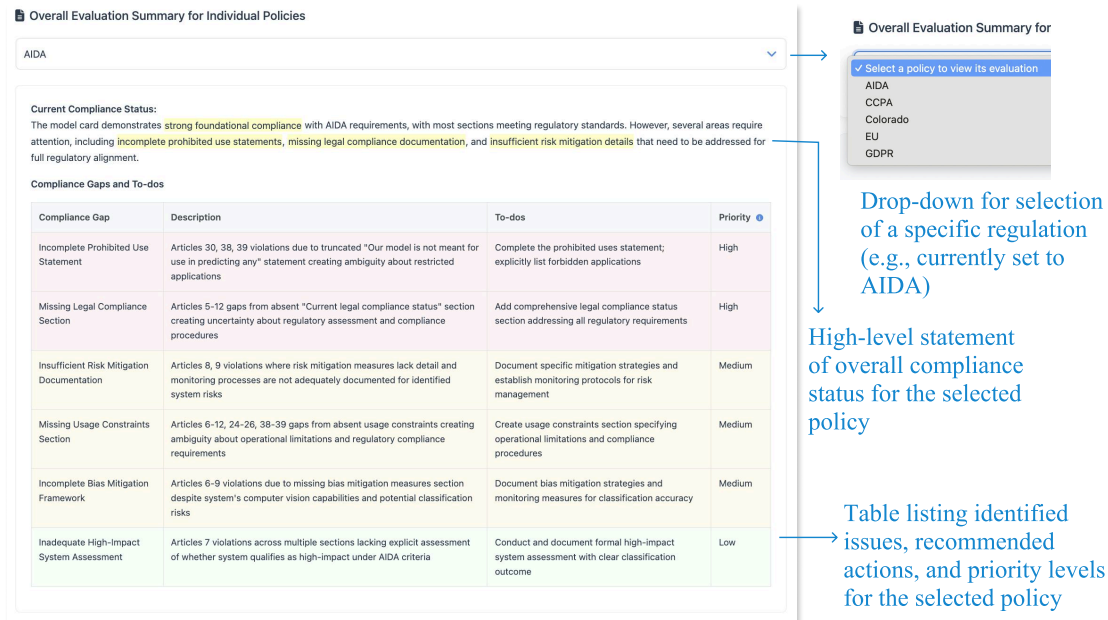 Overall Evaluation Summary for Individual Policies
AIDA
Current Compliance Status:
The model card demonstrates strong foundational compliance with AIDA requirements, with most sections meeting regulatory standards. However, several areas require
attention, including incomplete prohibited use statements, missing legal compliance documentation, and insufficient risk mitigation details that need to be addressed for
full regulatory alignment.
Compliance Gaps and To-dos
Compliance Gap Description To-dos Priority
Incomplete Prohibited Use
Statement
Articles 30, 38, 39 violations due to truncated "Our model is not meant for
use in predicting any" statement creating ambiguity about restricted
applications
Complete the prohibited uses statement;
explicitly list forbidden applications
High
Missing Legal Compliance
Section
Articles 5-12 gaps from absent "Current legal compliance status" section
creating uncertainty about regulatory assessment and compliance
procedures
Add comprehensive legal compliance status
section addressing all regulatory requirements
High
Insufficient Risk Mitigation
Documentation
Articles 8, 9 violations where risk mitigation measures lack detail and
monitoring processes are not adequately documented for identified
system risks
Document specific mitigation strategies and
establish monitoring protocols for risk
management
Medium
Missing Usage Constraints
Section
Articles 6-12, 24-26, 38-39 gaps from absent usage constraints creating
ambiguity about operational limitations and regulatory compliance
requirements
Create usage constraints section specifying
operational limitations and compliance
procedures
Medium
Incomplete Bias Mitigation
Framework
Articles 6-9 violations due to missing bias mitigation measures section
despite system's computer vision capabilities and potential classification
risks
Document bias mitigation strategies and
monitoring measures for classification accuracy
Medium
Inadequate High-Impact
System Assessment
Articles 7 violations across multiple sections lacking explicit assessment
of whether system qualifies as high-impact under AIDA criteria
Conduct and document formal high-impact
system assessment with clear classification
outcome
Low
Overall Evaluation Summary for
✓ Select a policy to view its evaluation
AIDA
CCPA
Colorado
EU
GDPR
Drop-down for selection
of a specific regulation
(e.g., currently set to
AIDA)
High-level statement
of overall compliance
status for the selected
policy
Table listing identified
issues, recommended
actions, and priority levels
for the selected policy